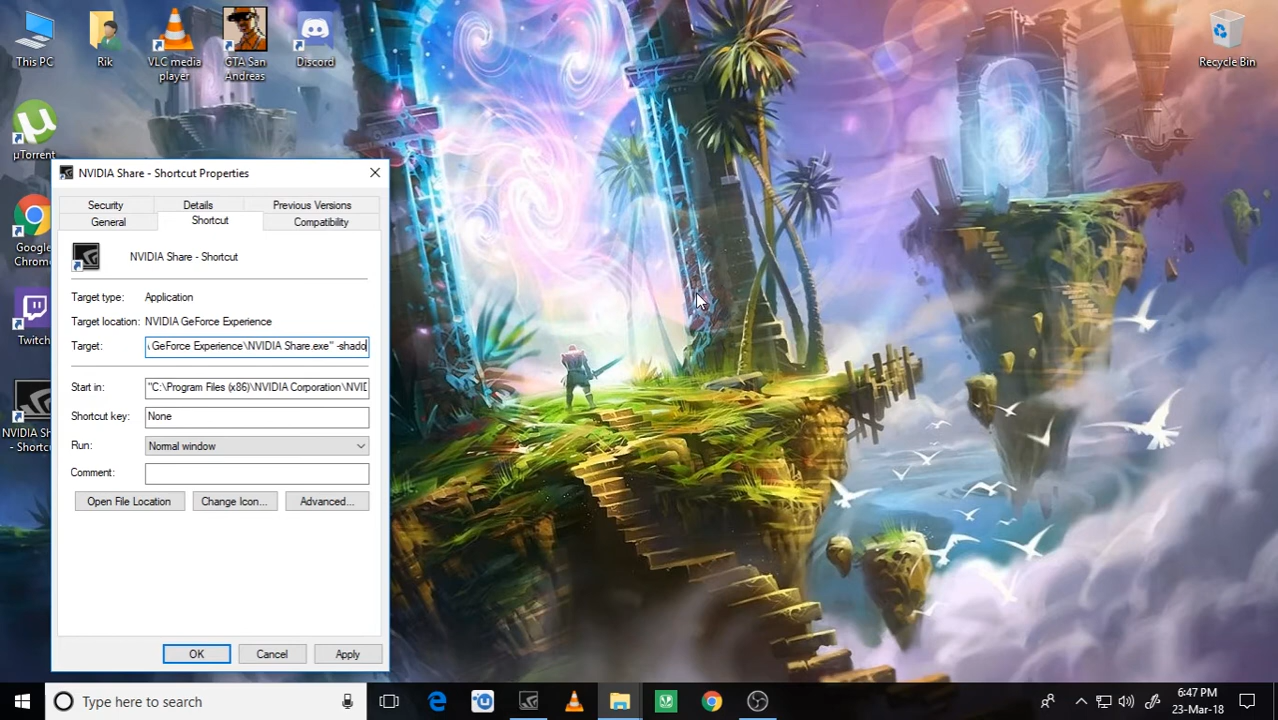 This PC
Rik
VLC media
player
GTA San
Andreas
Discord
Recycle Bin
µTorrent
Google
Chrom
Twitch
NVIDIA Sh
- Shortc
NVIDIA Share - Shortcut Properties
Security
Details
Previous Versions
General
Shortcut
Compatibility
NVIDIA Share - Shortcut
Target type:
Application
Target location:
NVIDIA GeForce Experience
Target:
GeForce Experience\NVIDIA Share.exe" -shado
Start in:
"C:\Program Files (x86)\NVIDIA Corporation\NVID
Shortcut key:
None
Run:
Normal window
Comment:
Open File Location
Change Icon...
Advanced...
OK
Cancel
Apply
Type here to search
6:47 PM
23-Mar-18